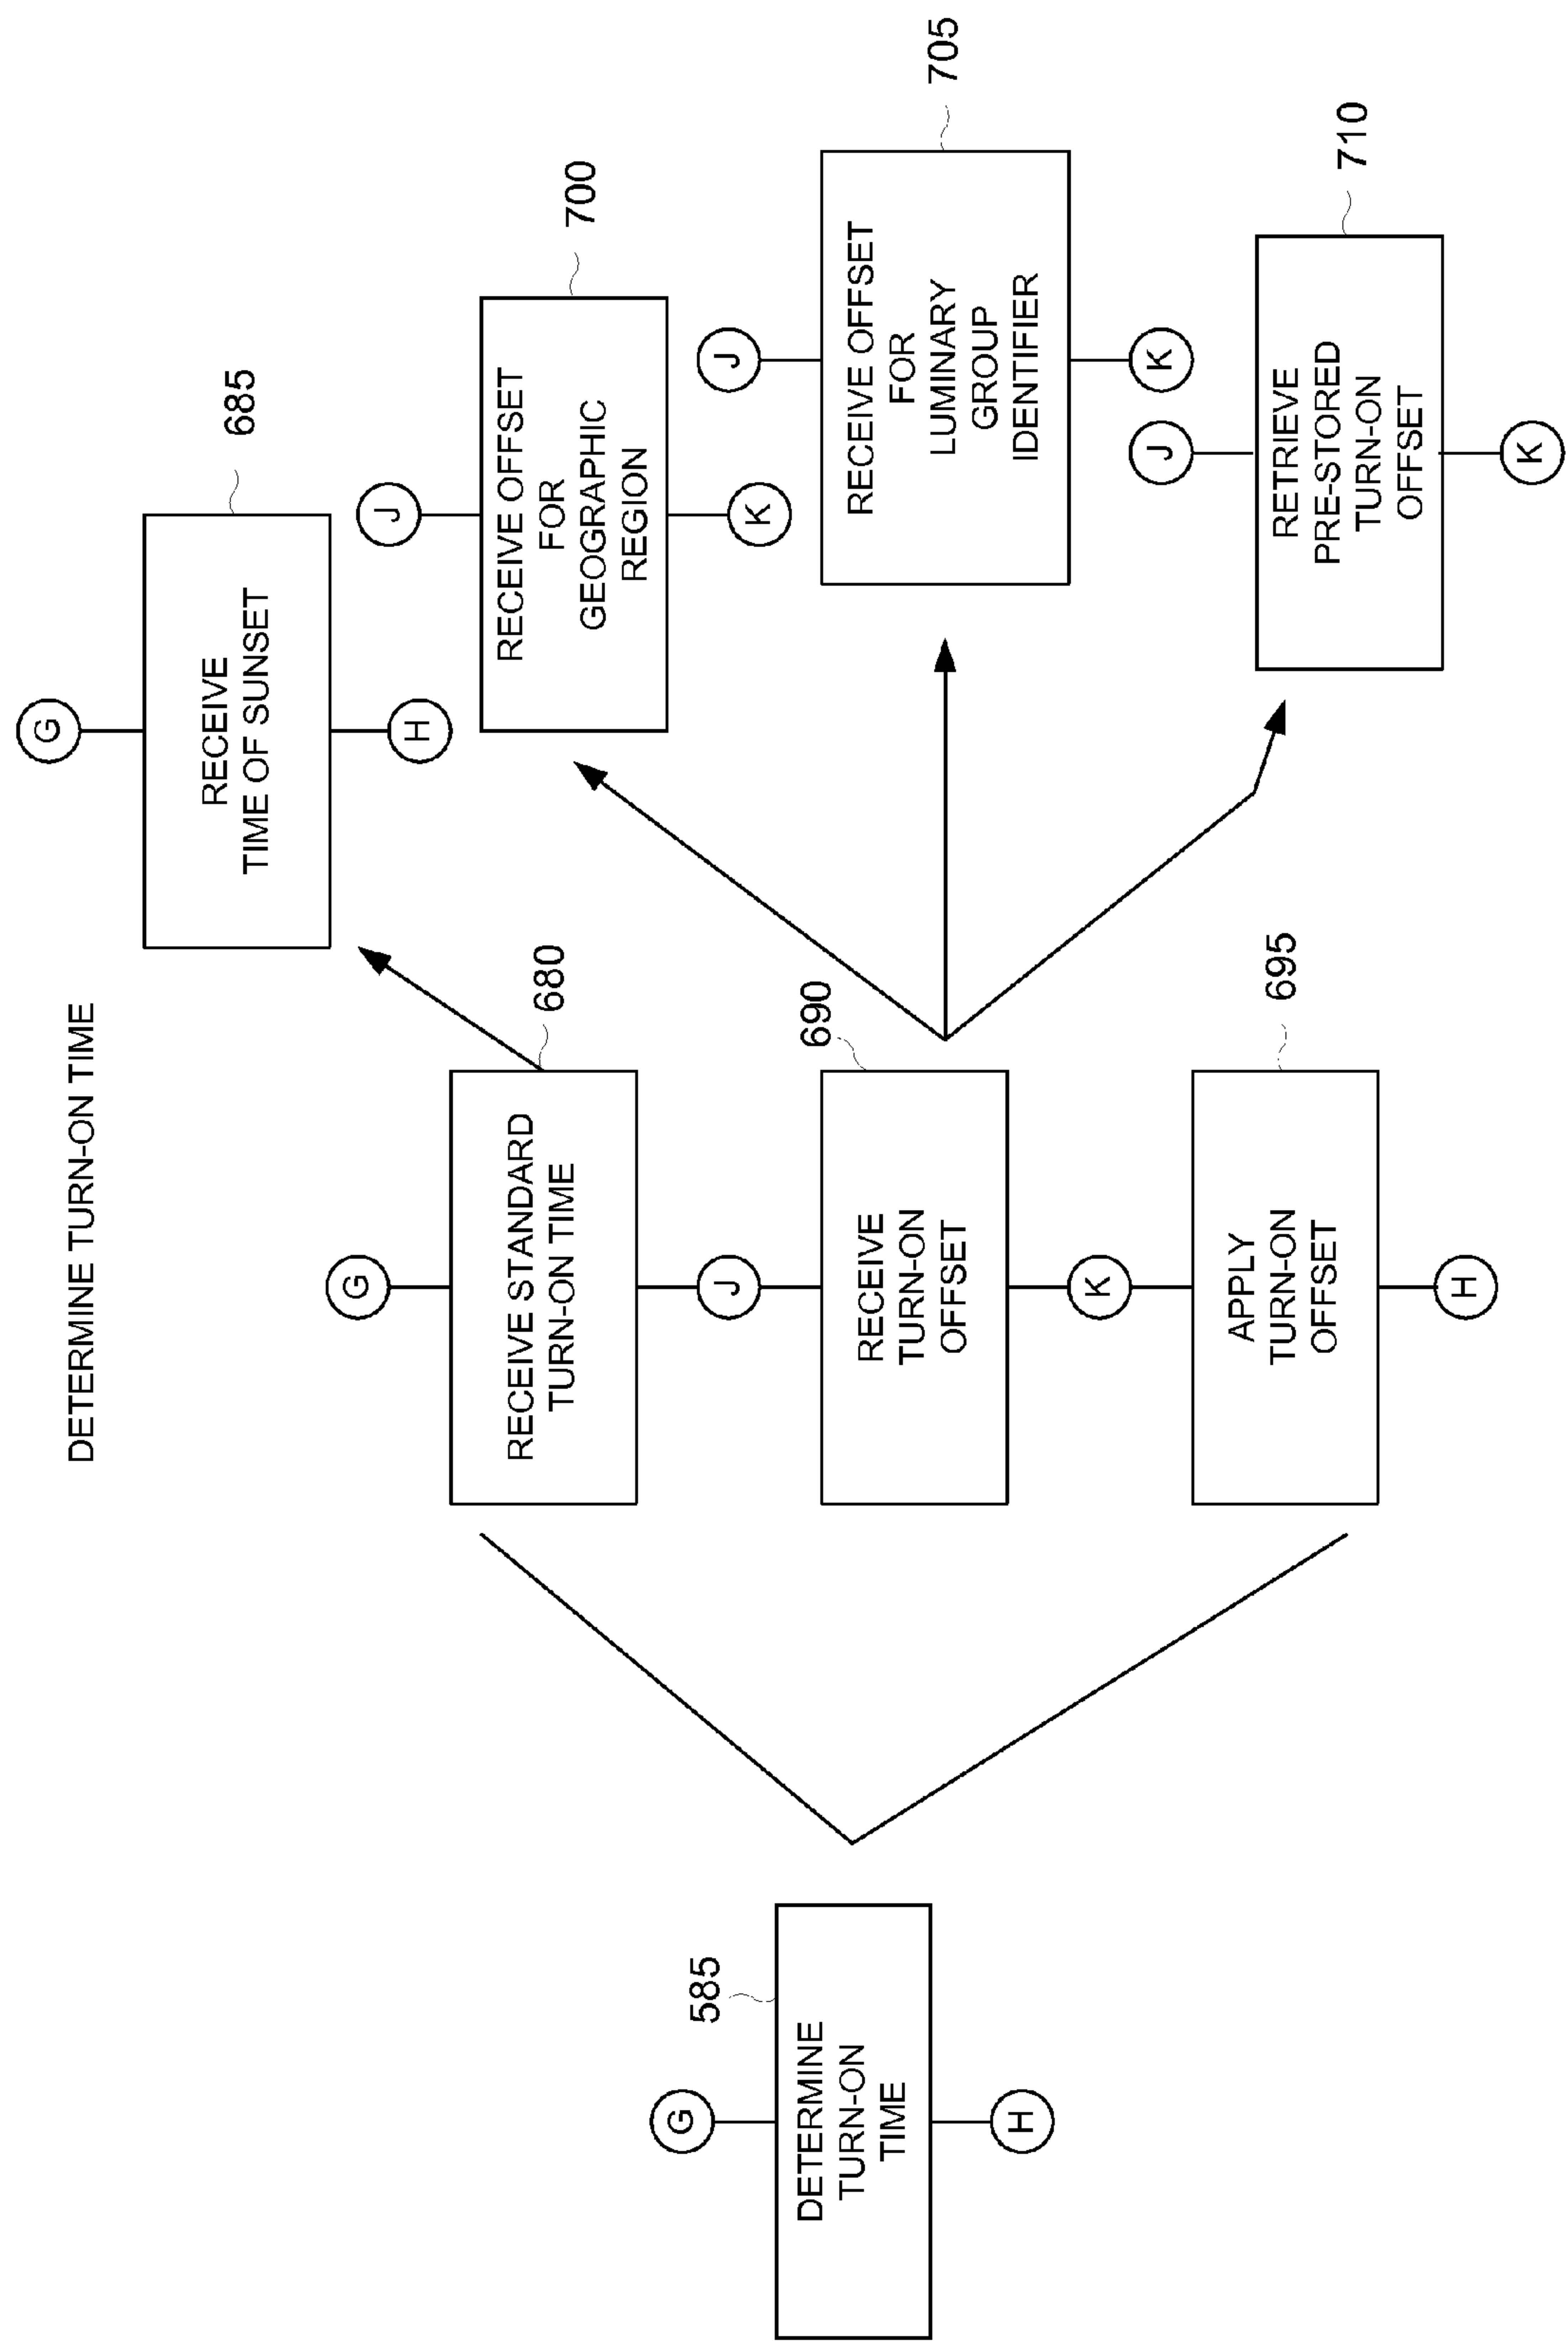 DETERMINE TURN-ON TIME
G
585
DETERMINE
TURN-ON
TIME
H
G
680
RECEIVE STANDARD
TURN-ON TIME
J
690
RECEIVE
TURN-ON
OFFSET
K
695
APPLY
TURN-ON
OFFSET
H
G
685
RECEIVE
TIME OF SUNSET
H
J
700
RECEIVE OFFSET
FOR
GEOGRAPHIC
REGION
K
J
705
RECEIVE OFFSET
FOR
LUMINARY
GROUP
IDENTIFIER
K
J
710
RETRIEVE
PRE-STORED
TURN-ON
OFFSET
K